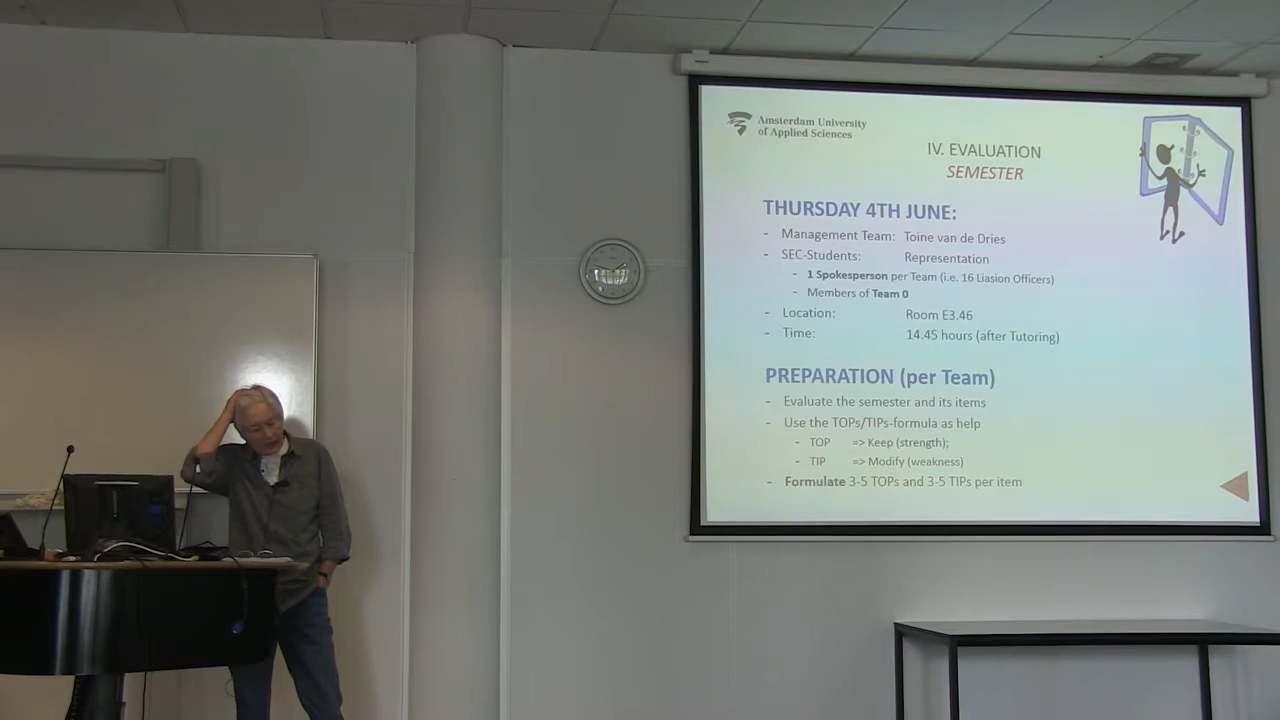 Amsterdam University
of Applied Sciences
IV. EVALUATION
SEMESTER
THURSDAY 4TH JUNE:
- Management Team: Toine van de Dries
- SEC-Students: Representation
- 1 Spokesperson per Team (i.e. 16 Liasion Officers)
- Members of Team 0
- Location: Room E3.46
- Time: 14.45 hours (after Tutoring)
PREPARATION (per Team)
- Evaluate the semester and its items
- Use the TOPs/TIPs-formula as help
- TOP => Keep (strength);
- TIP => Modify (weakness)
- Formulate 3-5 TOPs and 3-5 TIPs per item